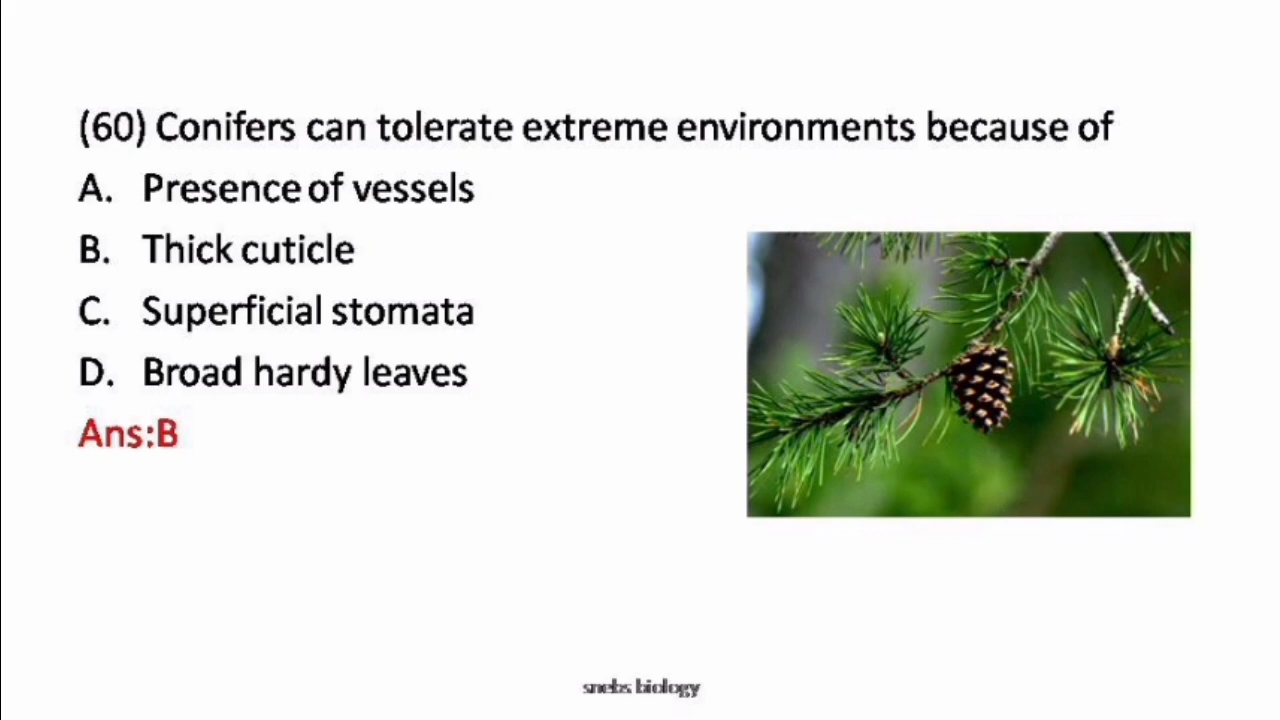 (60) Conifers can tolerate extreme environments because of
A. Presence of vessels
B. Thick cuticle
C. Superficial stomata
D. Broad hardy leaves
Ans:B
snebs biology